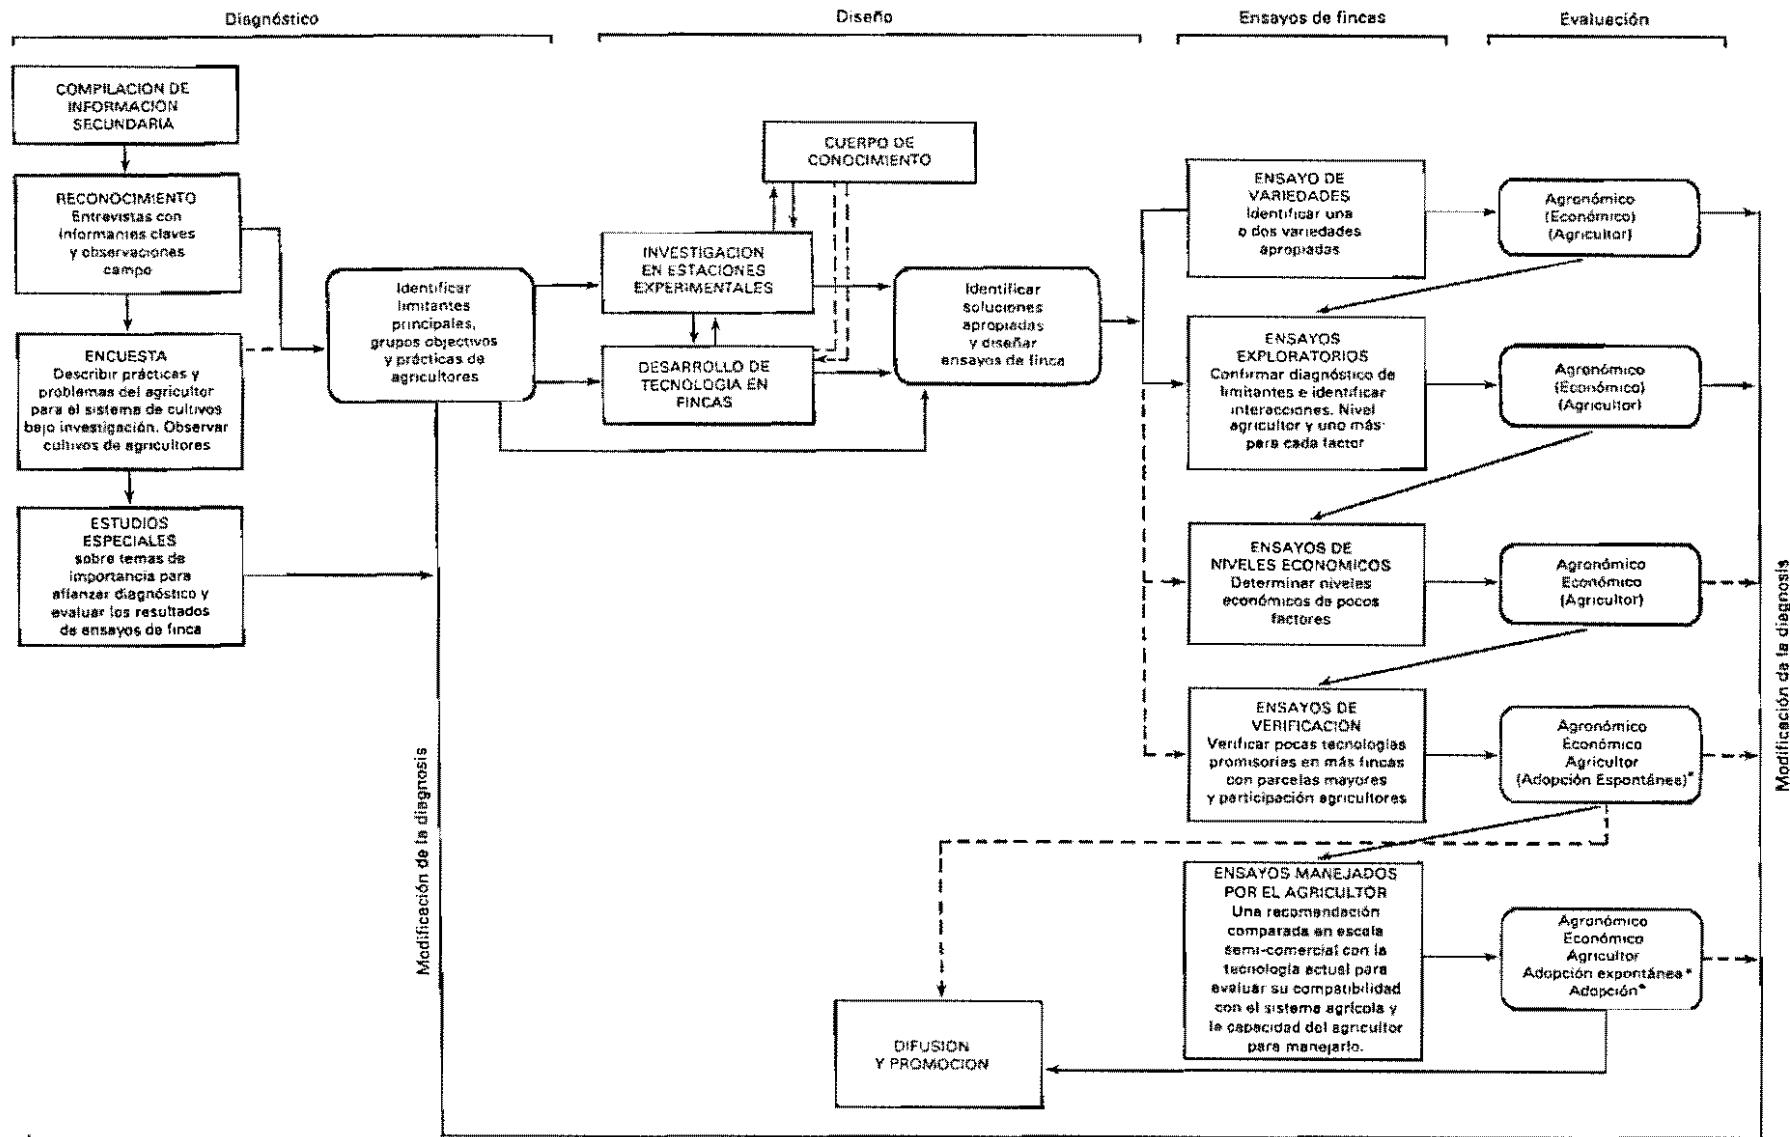 Diagnóstico
Diseño
Ensayos de fincas
Evaluación
COMPILACION DE
INFORMACION
SECUNDARIA
RECONOCIMIENTO
Entrevistas con
informantes claves
y observaciones
campo
ENCUESTA
Describir prácticas y
problemas del agricultor
para el sistema de cultivos
bajo investigación. Observar
cultivos de agricultores
ESTUDIOS
ESPECIALES
sobre temas de
importancia para
afianzar diagnóstico y
evaluar los resultados
de ensayos de finca
Identificar
limitantes
principales,
grupos objetivos
y prácticas de
agricultores
Modificación de la diagnosis
CUERPO DE
CONOCIMIENTO
INVESTIGACION
EN ESTACIONES
EXPERIMENTALES
DESARROLLO DE
TECNOLOGIA EN
FINCAS
Identificar
soluciones
apropiadas
y diseñar
ensayos de finca
DIFUSION
Y PROMOCION
ENSAYO DE
VARIEDADES
Identificar una
o dos variedades
apropiadas
Agronómico
(Económico)
(Agricultor)
ENSAYOS
EXPLORATORIOS
Confirmar diagnóstico de
limitantes e identificar
interacciones. Nivel
agricultor y uno más
para cada factor
Agronómico
(Económico)
(Agricultor)
ENSAYOS DE
NIVELES ECONOMICOS
Determinar niveles
económicos de pocos
factores
Agronómico
Económico
(Agricultor)
ENSAYOS DE
VERIFICACION
Verificar pocas tecnologías
promisorias en más fincas
con parcelas mayores
y participación agricultores
Agronómico
Económico
Agricultor
(Adopción Espontánea)*
ENSAYOS MANEJADOS
POR EL AGRICULTOR
Una recomendación
comparada en escala
semi-comercial con la
tecnología actual para
evaluar su compatibilidad
con el sistema agrícola y
la capacidad del agricultor
para manejarlo.
Agronómico
Económico
Agricultor
Adopción expontánea*
Adopción*
Modificación de la diagnosis